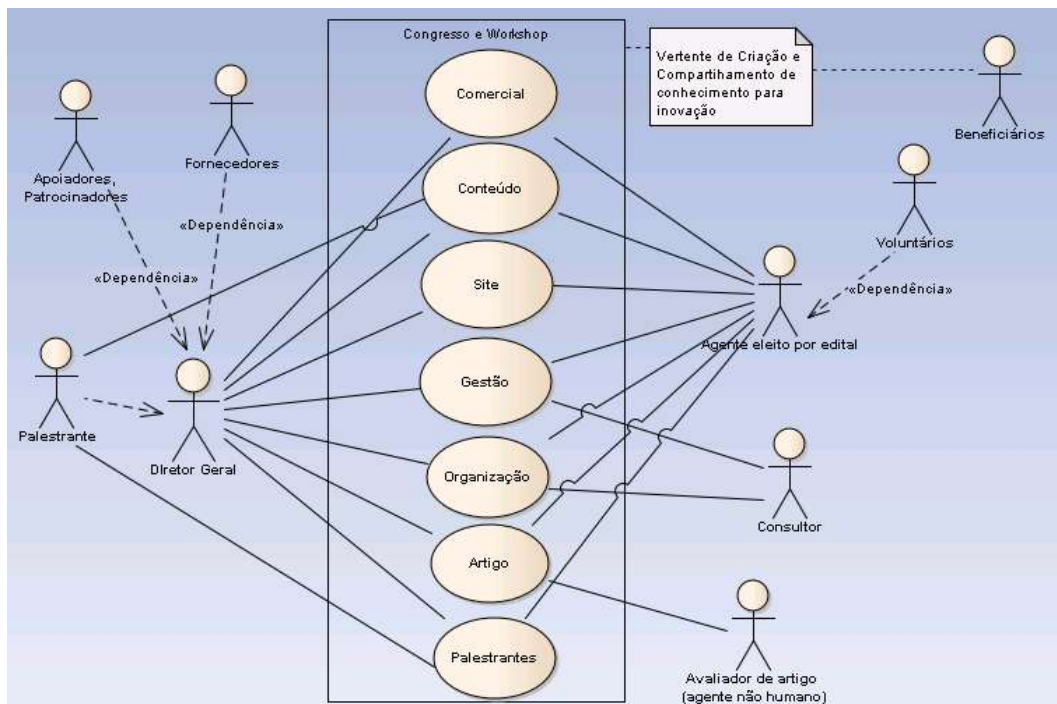 Congresso e Workshop
Vertente de Criação e
Compartihamento de
conhecimento para
inovação
Comercial
Beneficiários
Fornecedores
Apoiadores,
Patrocinadores
Conteúdo
«Dependência»
Voluntários
«Dependência»
Site
«Dependência»
Agente eleito por edital
Gestão
Palestrante
DIretor Geral
Organização
Consultor
Artigo
Palestrantes
Avaliador de artigo
(agente não humano)